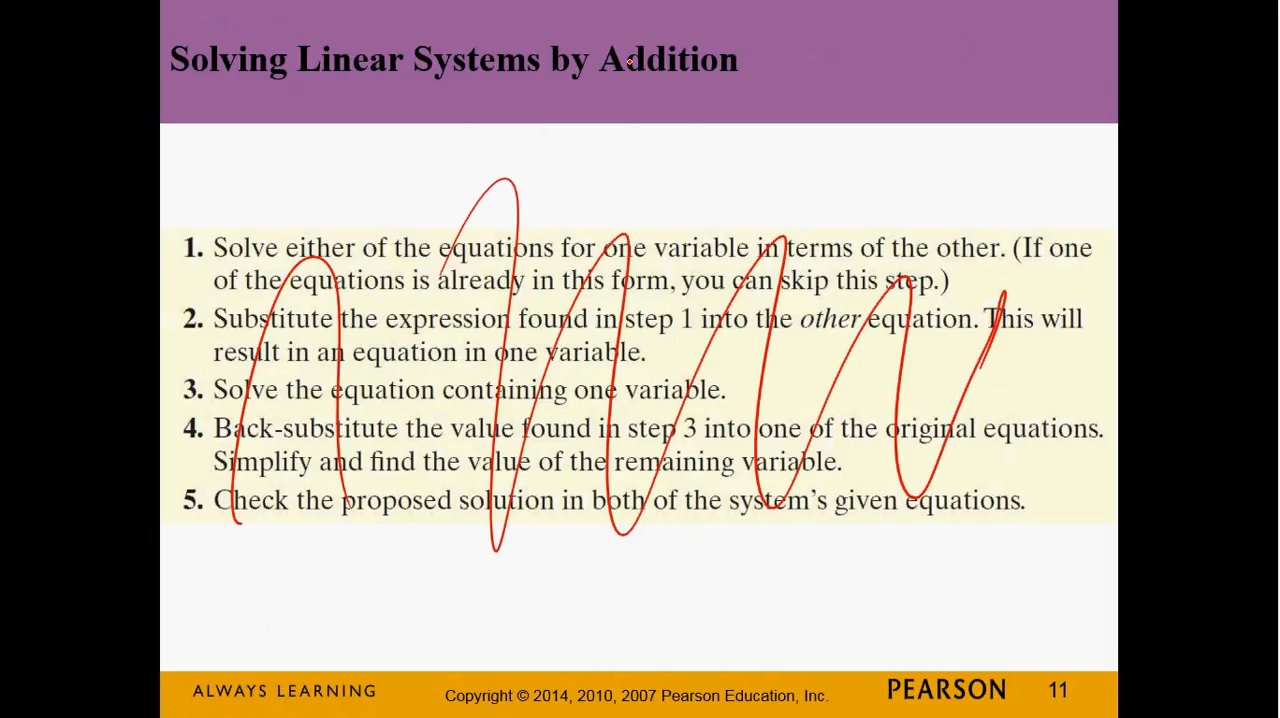 Solving Linear Systems by Addition
1. Solve either of the equations for one variable in terms of the other. (If one
of the equations is already in this form, you can skip this step.)
2. Substitute the expression found in step 1 into the other equation. This will
result in an equation in one variable.
3. Solve the equation containing one variable.
4. Back-substitute the value found in step 3 into one of the original equations.
Simplify and find the value of the remaining variable.
5. Check the proposed solution in both of the system's given equations.
ALWAYS LEARNING
Copyright © 2014, 2010, 2007 Pearson Education, Inc.
PEARSON
11